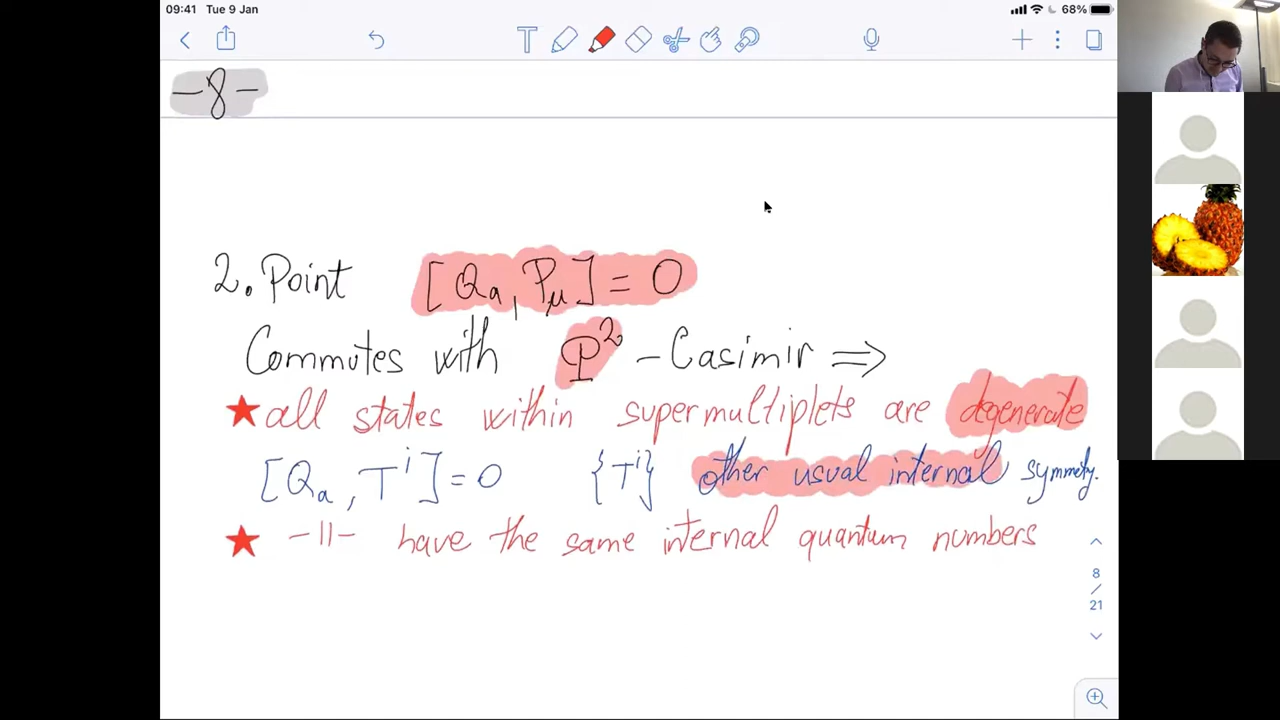 09:41 Tue 9 Jan
68%
-8-
2. Point [Qa, Pμ] = 0
Commutes with P² - Casimir ⇒
★ all states within supermultiplets are degenerate
[Qa, Tⁱ] = 0 {Tⁱ} other usual internal symmetry.
★ -11- have the same internal quantum numbers
8
/
21